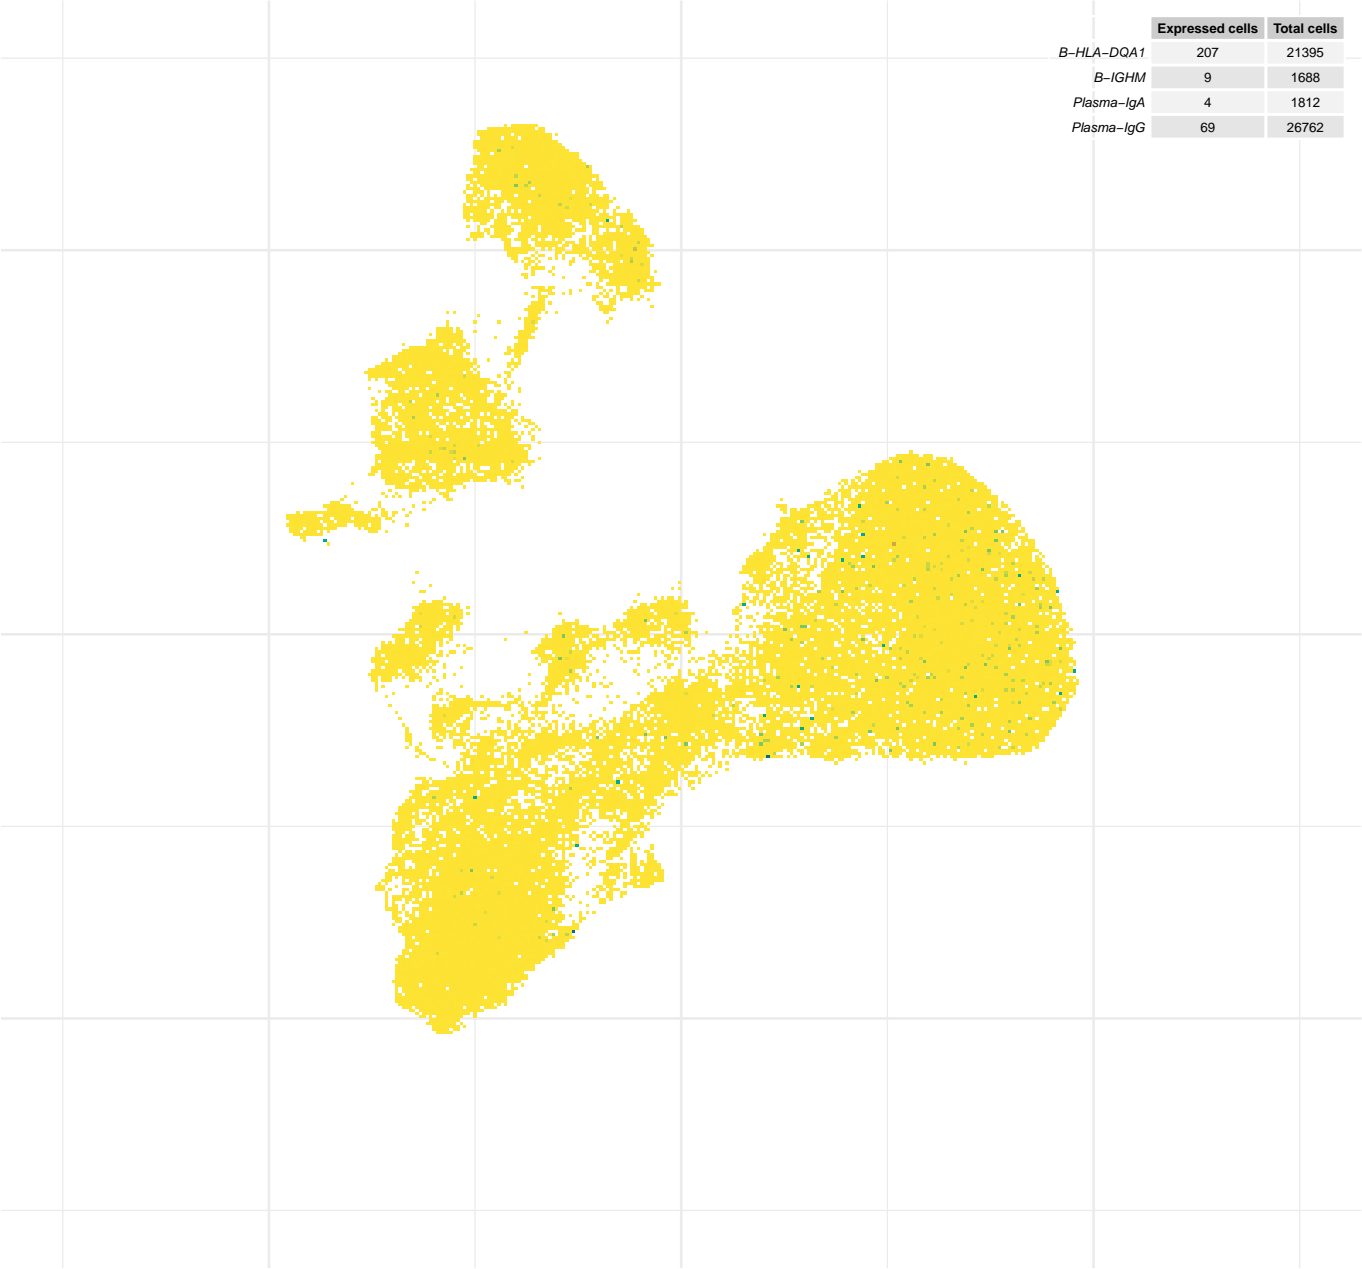 Expressed cells Total cells
B−HLA−DQA1 207 21395
B−IGHM 9 1688
Plasma−IgA 4 1812
Plasma−IgG 69 26762